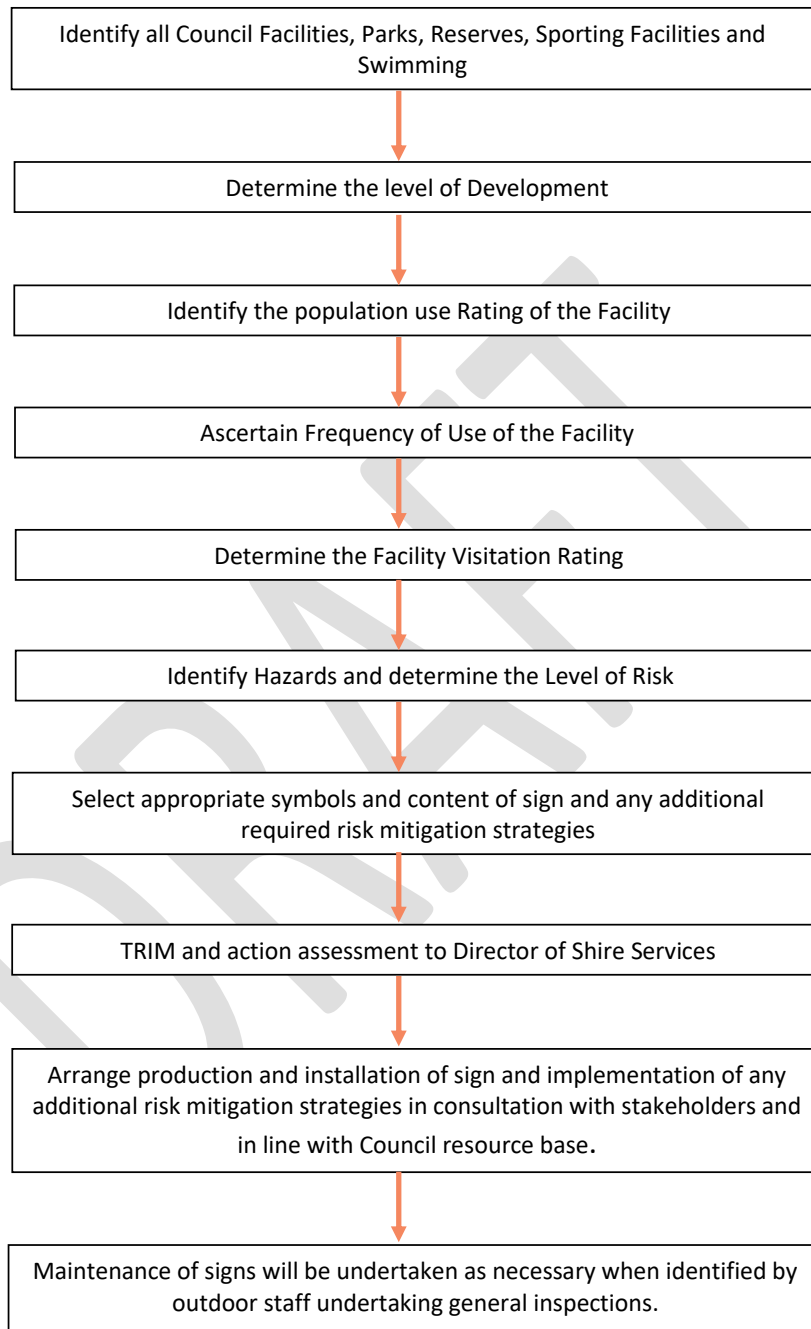 Identify all Council Facilities, Parks, Reserves, Sporting Facilities and
Swimming
Determine the level of Development
Identify the population use Rating of the Facility
Ascertain Frequency of Use of the Facility
Determine the Facility Visitation Rating
Identify Hazards and determine the Level of Risk
Select appropriate symbols and content of sign and any additional
required risk mitigation strategies
TRIM and action assessment to Director of Shire Services
Arrange production and installation of sign and implementation of any
additional risk mitigation strategies in consultation with stakeholders and
in line with Council resource base.
Maintenance of signs will be undertaken as necessary when identified by
outdoor staff undertaking general inspections.
DRAFT